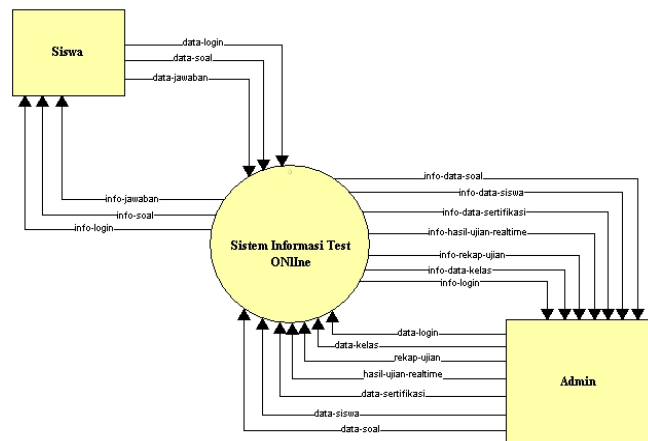 Siswa
data-login
data-soal
data-jawaban
info-jawaban
info-soal
info-login
Sistem Informasi Test
ONlIne
info-data-soal
info-data-siswa
info-data-sertifikasi
info-hasil-ujian-realtime
info-rekap-ujian
info-data-kelas
info-login
data-login
data-kelas
rekap-ujian
hasil-ujian-realtime
data-sertifikasi
data-siswa
data-soal
Admin